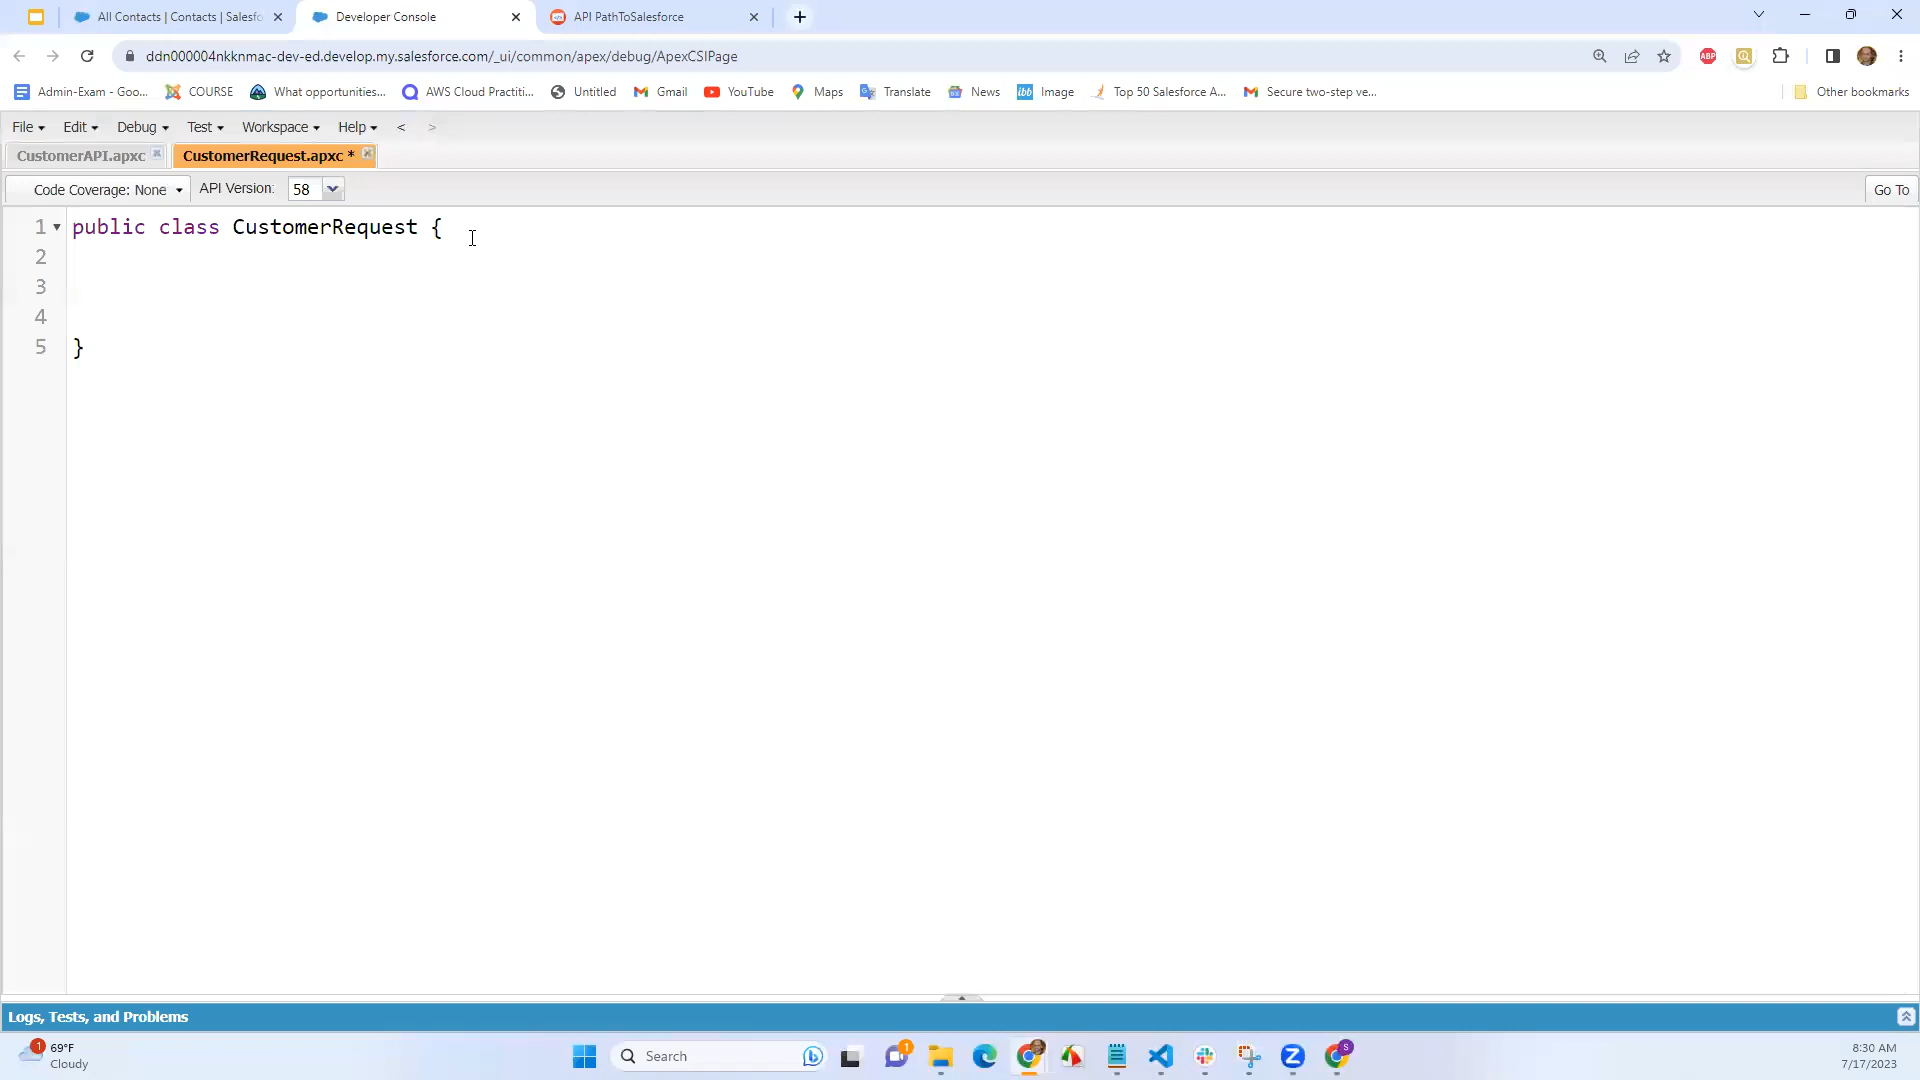 All Contacts | Contacts | Salesfo
Developer Console
API PathToSalesforce
ddn000004nkknmac-dev-ed.develop.my.salesforce.com/_ui/common/apex/debug/ApexCSIPage
ABP
Admin-Exam - Goo...
COURSE
What opportunities...
AWS Cloud Practiti...
Untitled
Gmail
YouTube
Maps
Translate
News
ibb Image
Top 50 Salesforce A...
Secure two-step ve...
Other bookmarks
File Edit Debug Test Workspace Help < >
CustomerAPI.apxc
CustomerRequest.apxc *
Code Coverage: None API Version: 58 Go To
1 public class CustomerRequest {
2
3
4
5 }
Logs, Tests, and Problems
1 69°F
Cloudy
Search
1
S
8:30 AM
7/17/2023